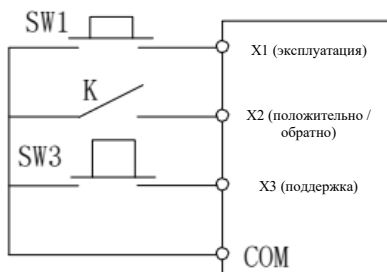 SW1
X1 (эксплуатация)
K
X2 (положительно /
обратно)
SW3
X3 (поддержка)
COM